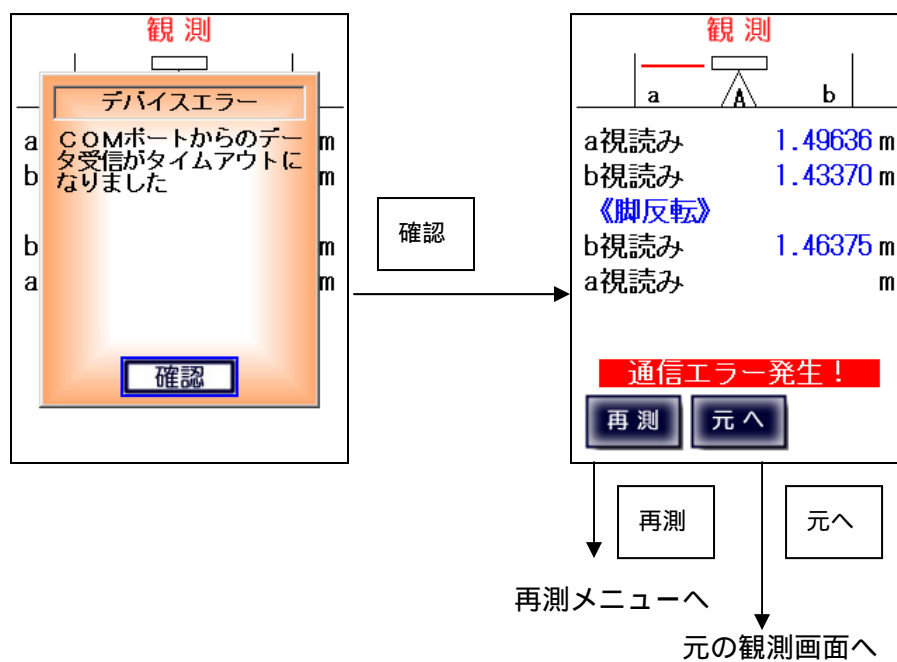 観 測
デバイスエラー
a
m
COMポートからのデー
タ受信がタイムアウトに
なりました
b
m
b
m
a
m
確認
確認
観 測
a
A
b
a視読み 1.49636 m
b視読み 1.43370 m
《脚反転》
b視読み 1.46375 m
a視読み m
通信エラー発生！
再 測
元 へ
再測
元へ
再測メニューへ
元の観測画面へ